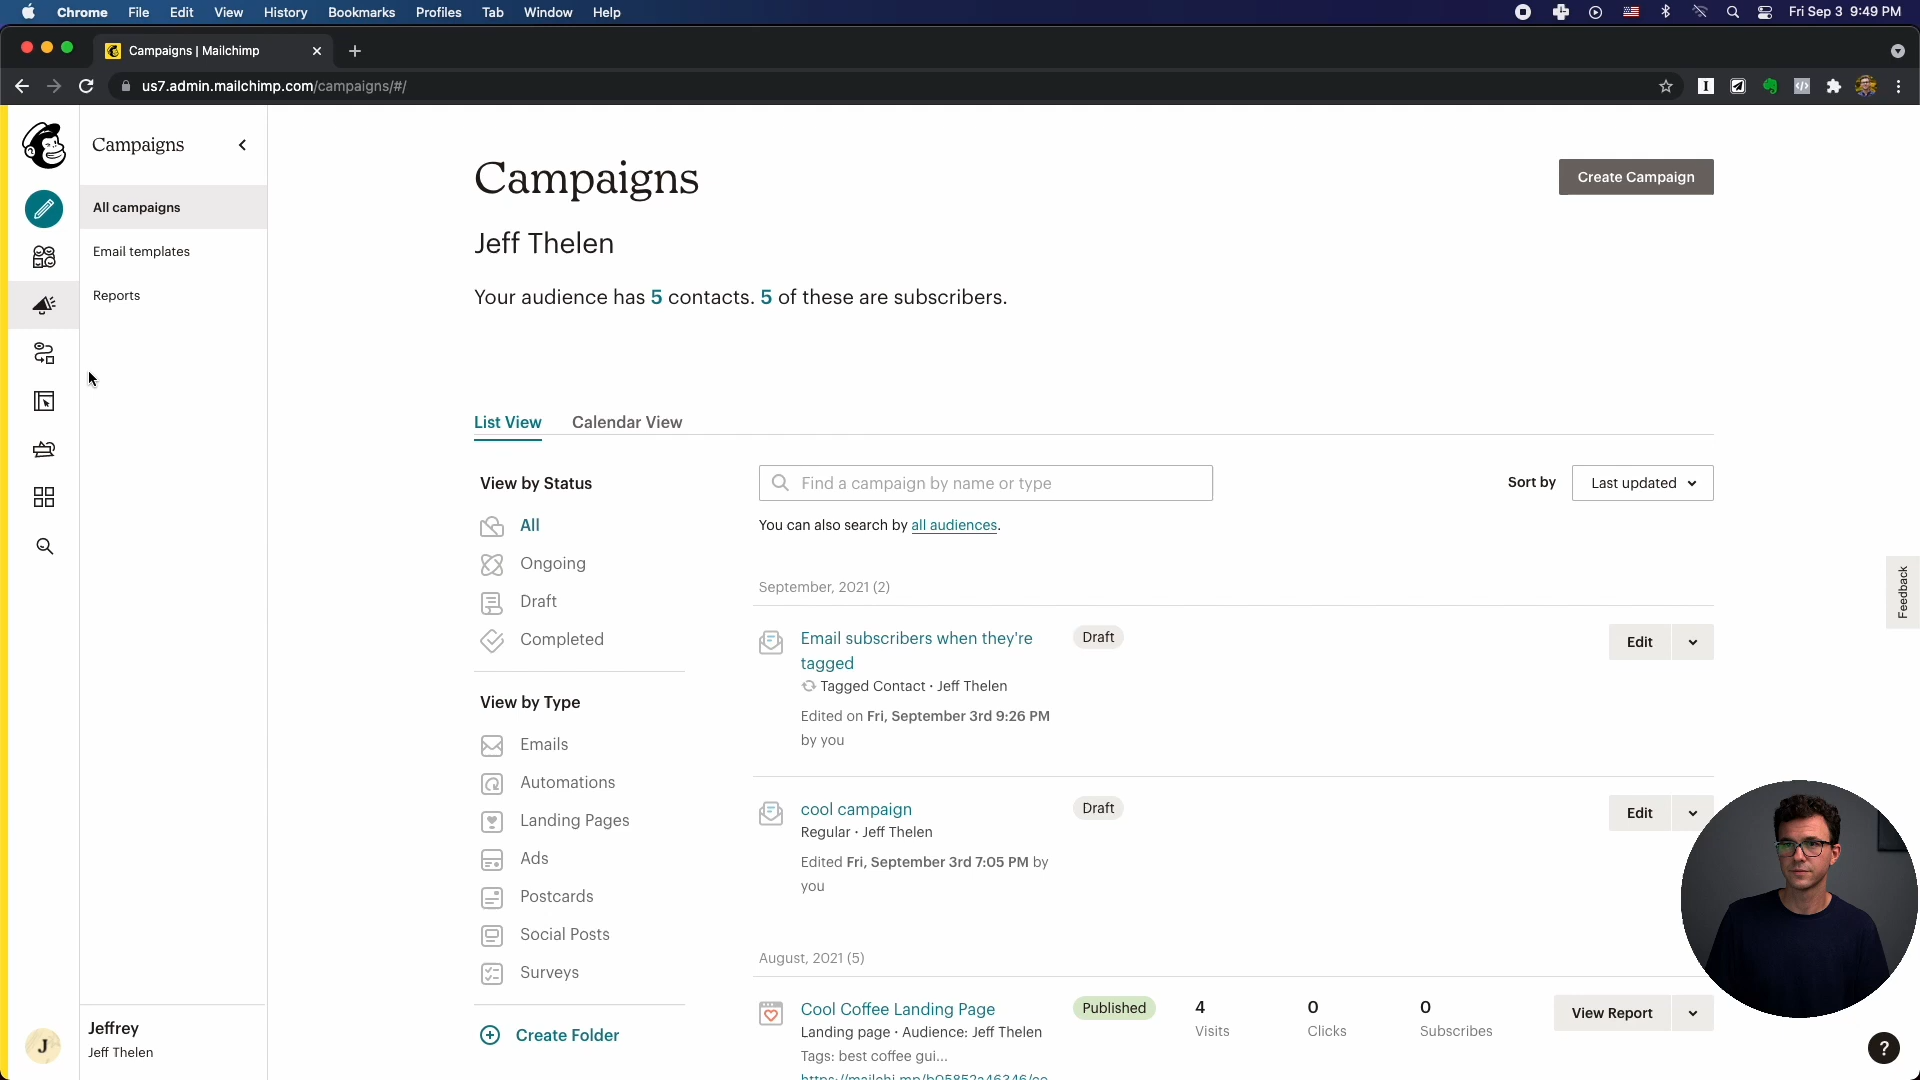 Chrome File Edit View History Bookmarks Profiles Tab Window Help Fri Sep 3 9:49 PM
Campaigns | Mailchimp
us7.admin.mailchimp.com/campaigns/#/
Campaigns
All campaigns
Email templates
Reports
Jeffrey
Jeff Thelen
J
Campaigns
Create Campaign
Jeff Thelen
Your audience has 5 contacts. 5 of these are subscribers.
List View Calendar View
View by Status
All
Ongoing
Draft
Completed
View by Type
Emails
Automations
Landing Pages
Ads
Postcards
Social Posts
Surveys
Create Folder
Find a campaign by name or type
Sort by Last updated
You can also search by all audiences.
September, 2021 (2)
Email subscribers when they're
tagged
Draft
Edit
Tagged Contact · Jeff Thelen
Edited on Fri, September 3rd 9:26 PM
by you
cool campaign
Draft
Edit
Regular · Jeff Thelen
Edited Fri, September 3rd 7:05 PM by
you
August, 2021 (5)
Cool Coffee Landing Page
Published
4 0 0
Visits Clicks Subscribes
View Report
Landing page · Audience: Jeff Thelen
Tags: best coffee gui...
Feedback
?